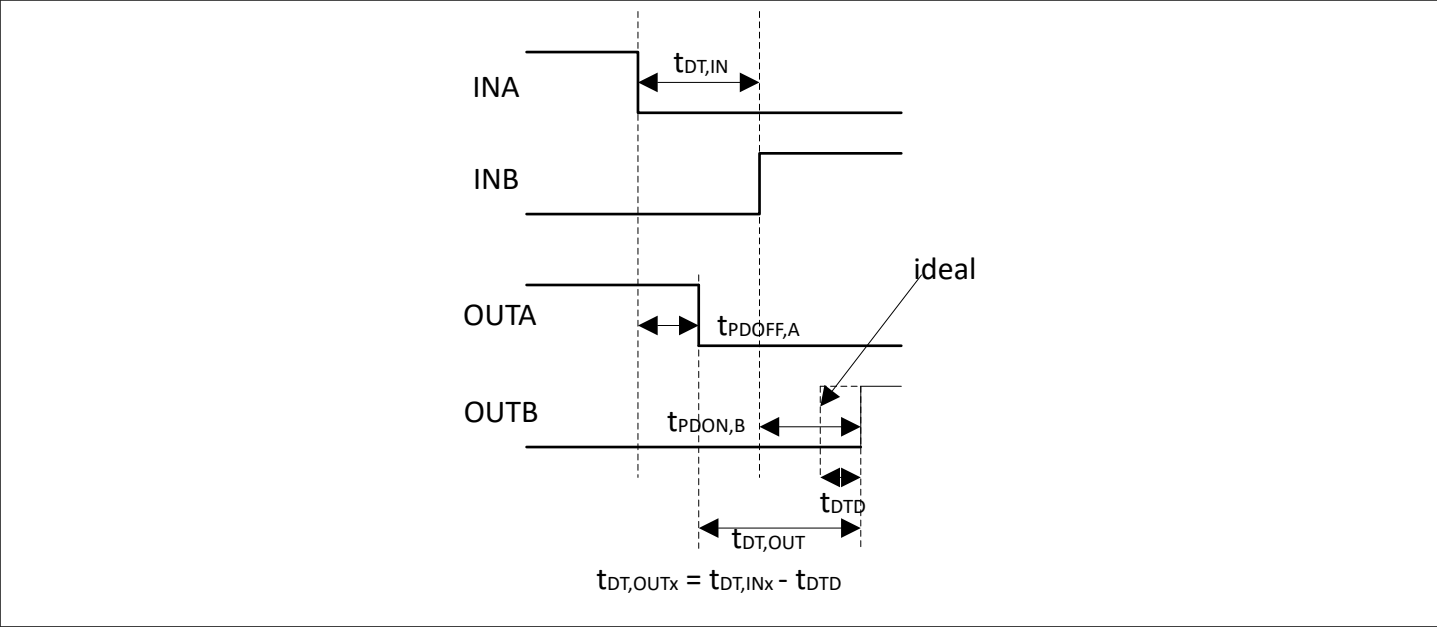 tDT,IN
INA
INB
ideal
OUTA
tPDOFF,A
OUTB
tPDON,B
tDTD
tDT,OUT
tDT,OUTx = tDT,INx - tDTD